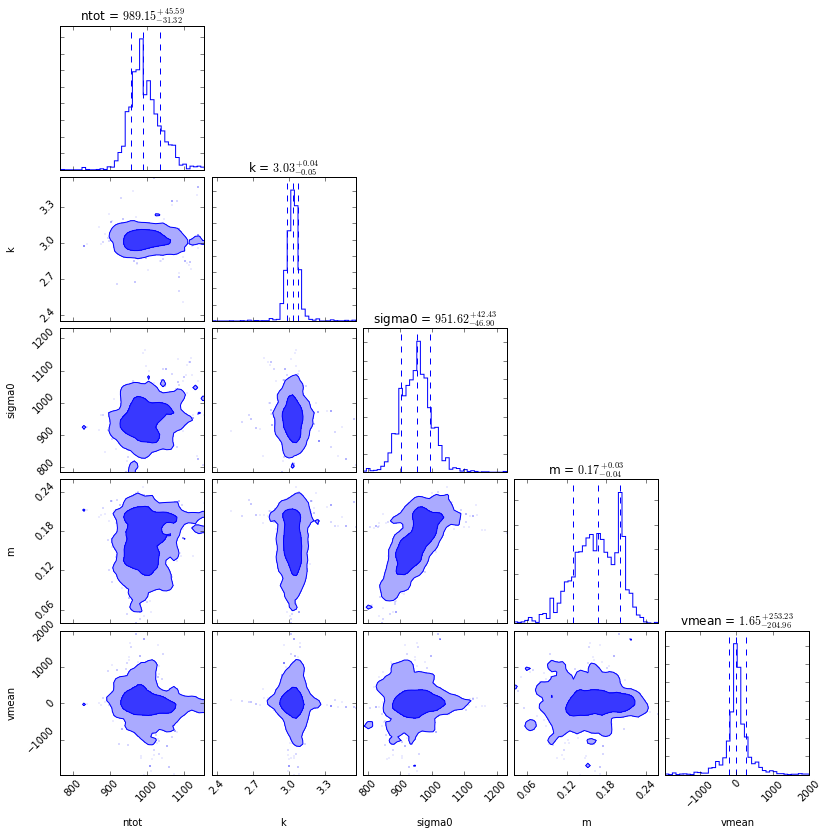 ntot = 989.15 +45.59 −31.32
k = 3.03 +0.04 −0.05
3.3
3.0
2.7
2.4
k
sigma0 = 951.62 +42.43 −46.90
1200
1100
1000
900
800
sigma0
m = 0.17 +0.03 −0.04
0.24
0.18
0.12
0.06
m
vmean = 1.65 +253.23 −204.96
2000
1000
0
−1000
vmean
800 900 1000 1100 2.4 2.7 3.0 3.3 800 900 1000 1100 1200 0.06 0.12 0.18 0.24 −1000 0 1000 2000
ntot k sigma0 m vmean